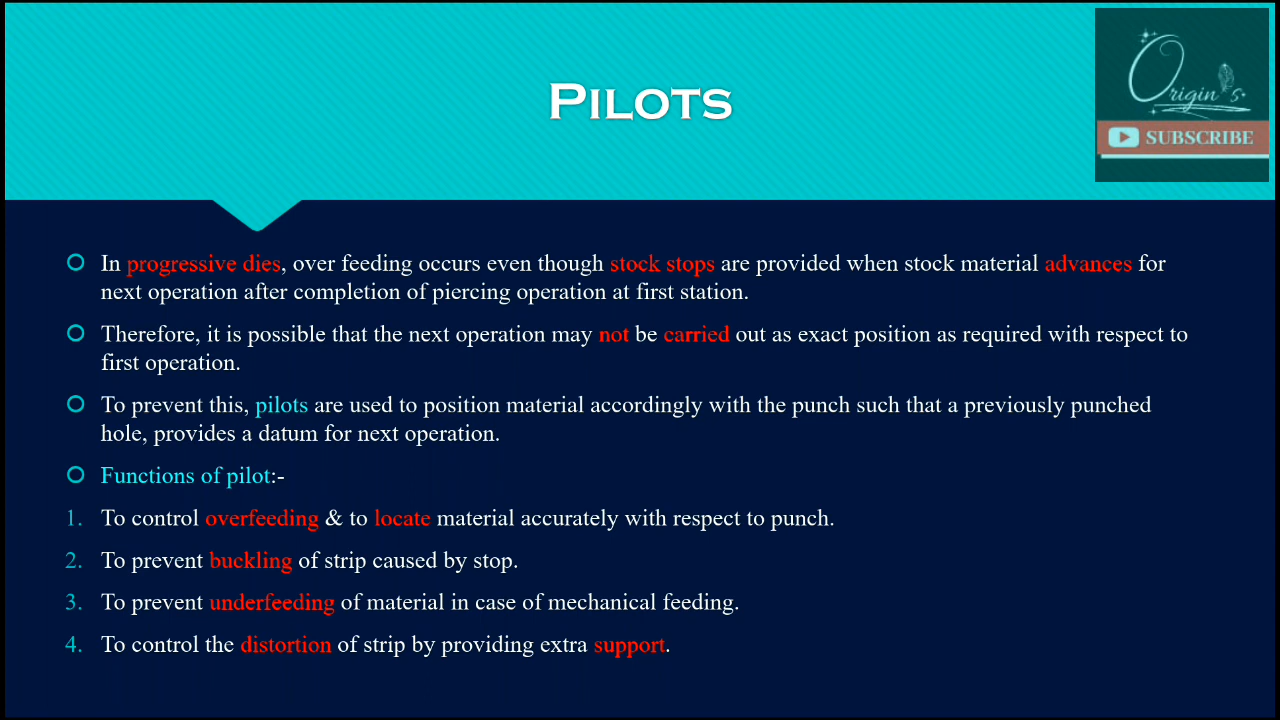 PILOTS
Origin's
SUBSCRIBE
In progressive dies, over feeding occurs even though stock stops are provided when stock material advances for
next operation after completion of piercing operation at first station.
Therefore, it is possible that the next operation may not be carried out as exact position as required with respect to
first operation.
To prevent this, pilots are used to position material accordingly with the punch such that a previously punched
hole, provides a datum for next operation.
Functions of pilot:-
1. To control overfeeding & to locate material accurately with respect to punch.
2. To prevent buckling of strip caused by stop.
3. To prevent underfeeding of material in case of mechanical feeding.
4. To control the distortion of strip by providing extra support.